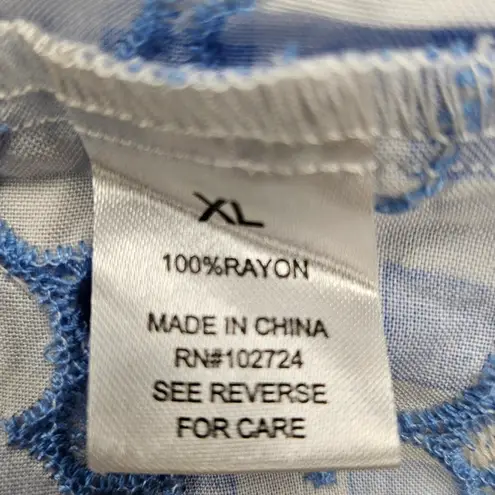 XL
100%RAYON
MADE IN CHINA
RN#102724
SEE REVERSE
FOR CARE